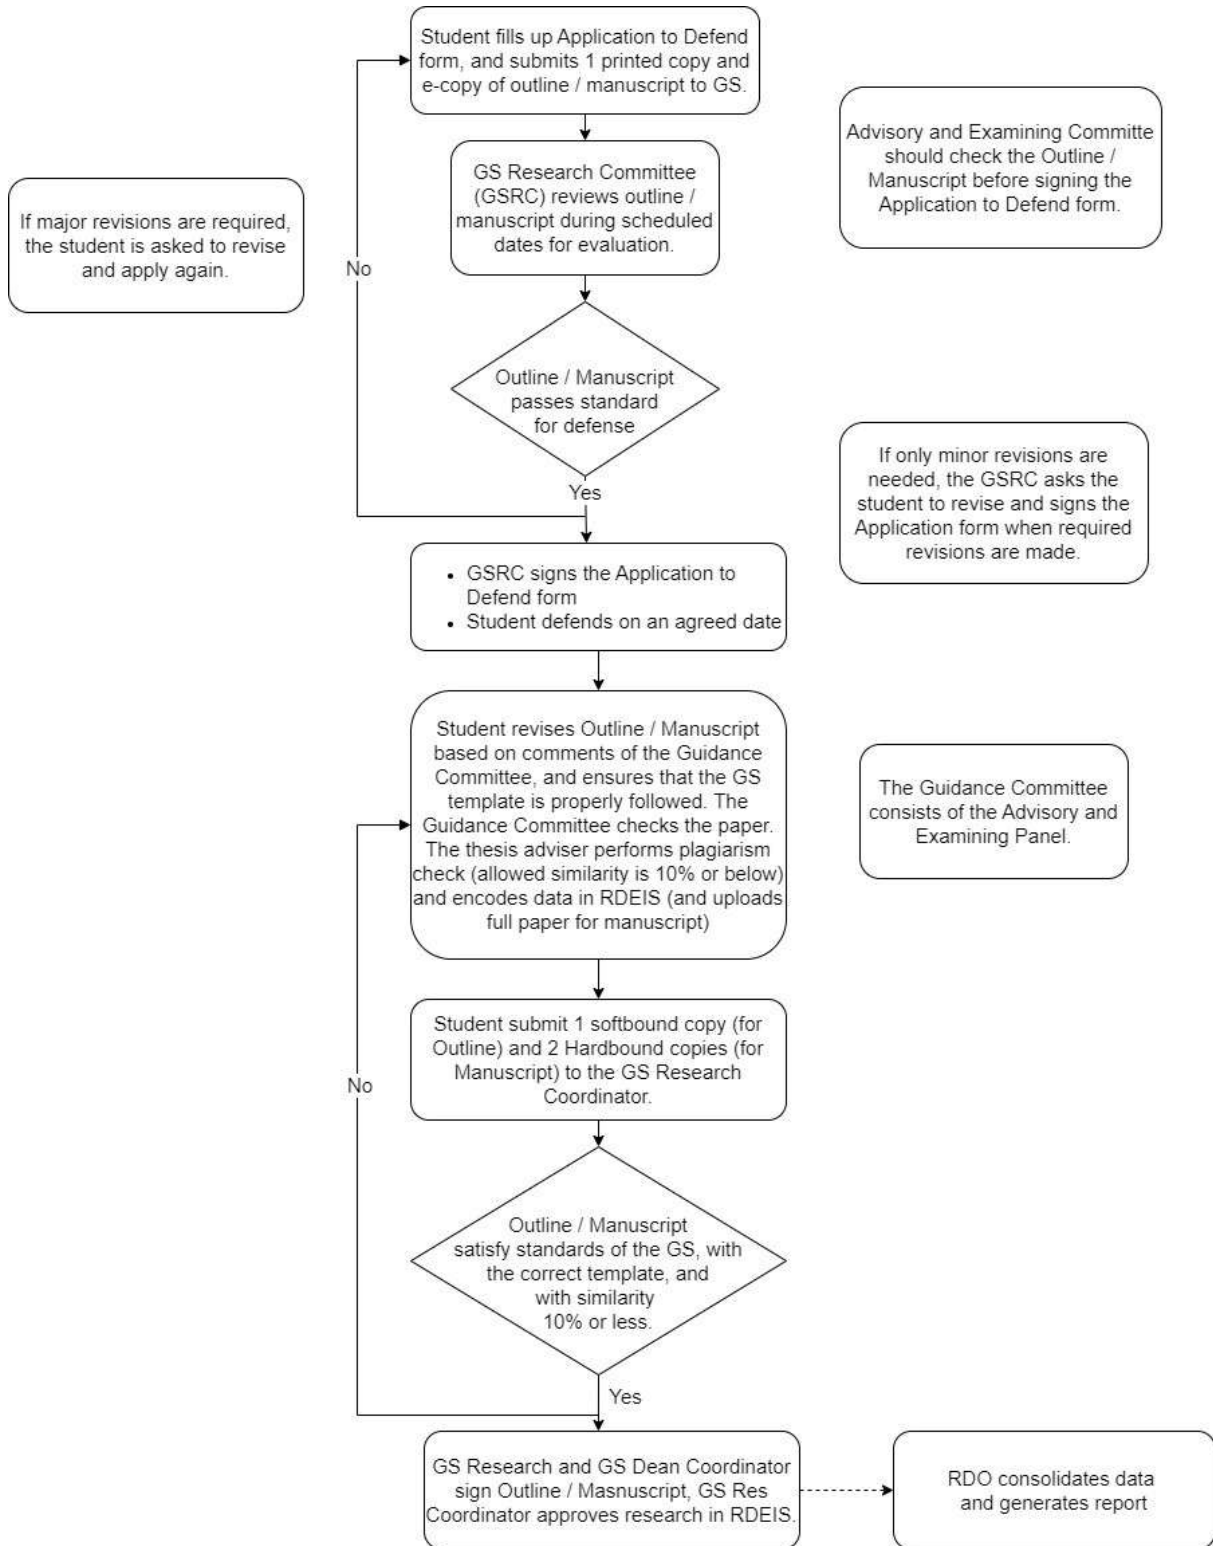 Student fills up Application to Defend
form, and submits 1 printed copy and
e-copy of outline / manuscript to GS.
Advisory and Examining Committe
should check the Outline /
Manuscript before signing the
Application to Defend form.
GS Research Committee
(GSRC) reviews outline /
manuscript during scheduled
dates for evaluation.
If major revisions are required,
the student is asked to revise
and apply again.
No
Outline / Manuscript
passes standard
for defense
If only minor revisions are
needed, the GSRC asks the
student to revise and signs the
Application form when required
revisions are made.
Yes
• GSRC signs the Application to
Defend form
• Student defends on an agreed date
Student revises Outline / Manuscript
based on comments of the Guidance
Committee, and ensures that the GS
template is properly followed. The
Guidance Committee checks the paper.
The thesis adviser performs plagiarism
check (allowed similarity is 10% or below)
and encodes data in RDEIS (and uploads
full paper for manuscript)
The Guidance Committee
consists of the Advisory and
Examining Panel.
Student submit 1 softbound copy (for
Outline) and 2 Hardbound copies (for
Manuscript) to the GS Research
Coordinator.
No
Outline / Manuscript
satisfy standards of the GS, with
the correct template, and
with similarity
10% or less.
Yes
GS Research and GS Dean Coordinator
sign Outline / Masnuscript, GS Res
Coordinator approves research in RDEIS.
RDO consolidates data
and generates report